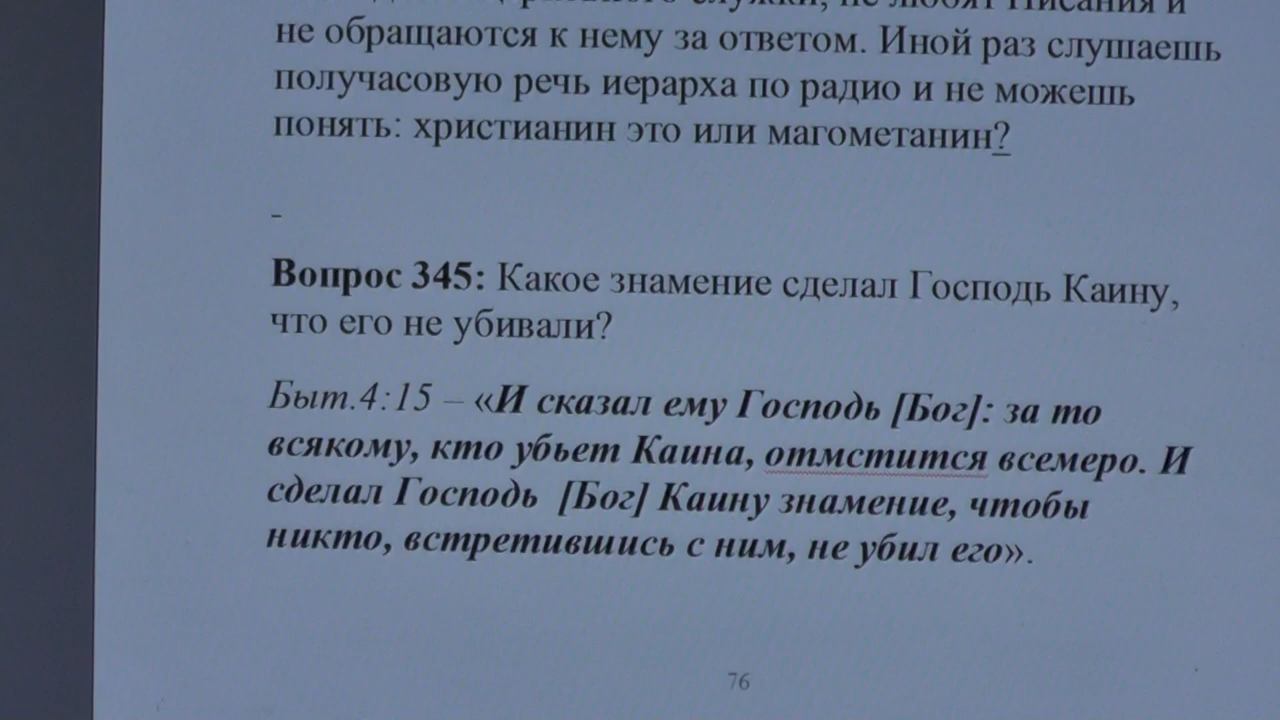 не любят Писания и
не обращаются к нему за ответом. Иной раз слушаешь
получасовую речь иерарха по радио и не можешь
понять: христианин это или магометанин?
-
Вопрос 345: Какое знамение сделал Господь Каину,
что его не убивали?
Быт.4:15 – «И сказал ему Господь [Бог]: за то
всякому, кто убьет Каина, отмстится всемеро. И
сделал Господь [Бог] Каину знамение, чтобы
никто, встретившись с ним, не убил его».
76